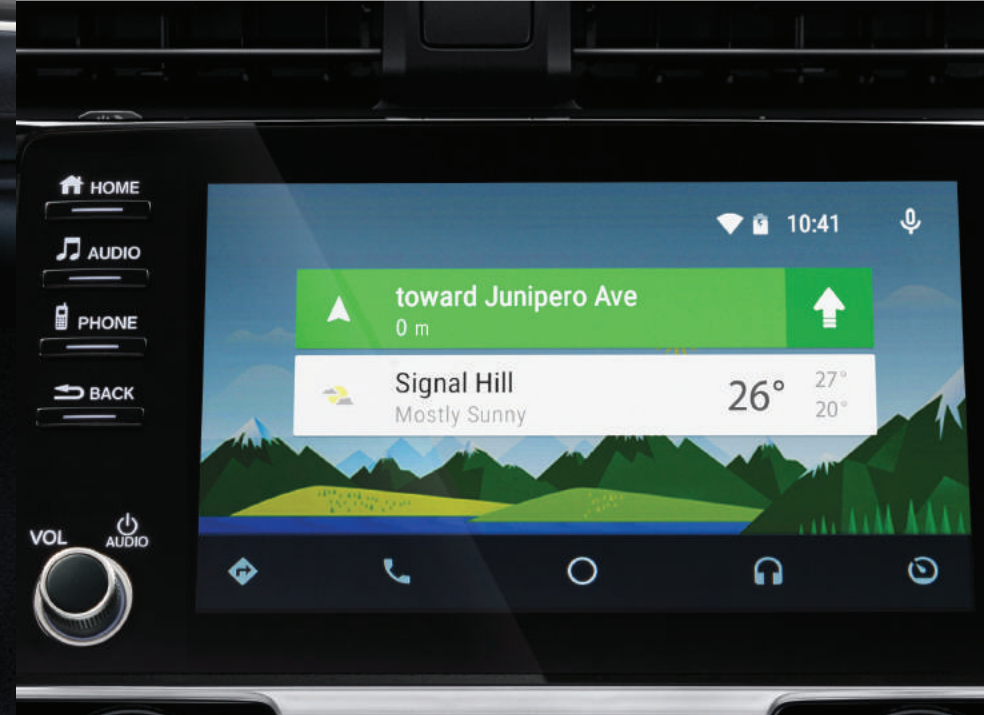 HOME
AUDIO
PHONE
BACK
VOL
AUDIO
10:41
toward Junipero Ave
0 m
Signal Hill
Mostly Sunny
26°
27°
20°